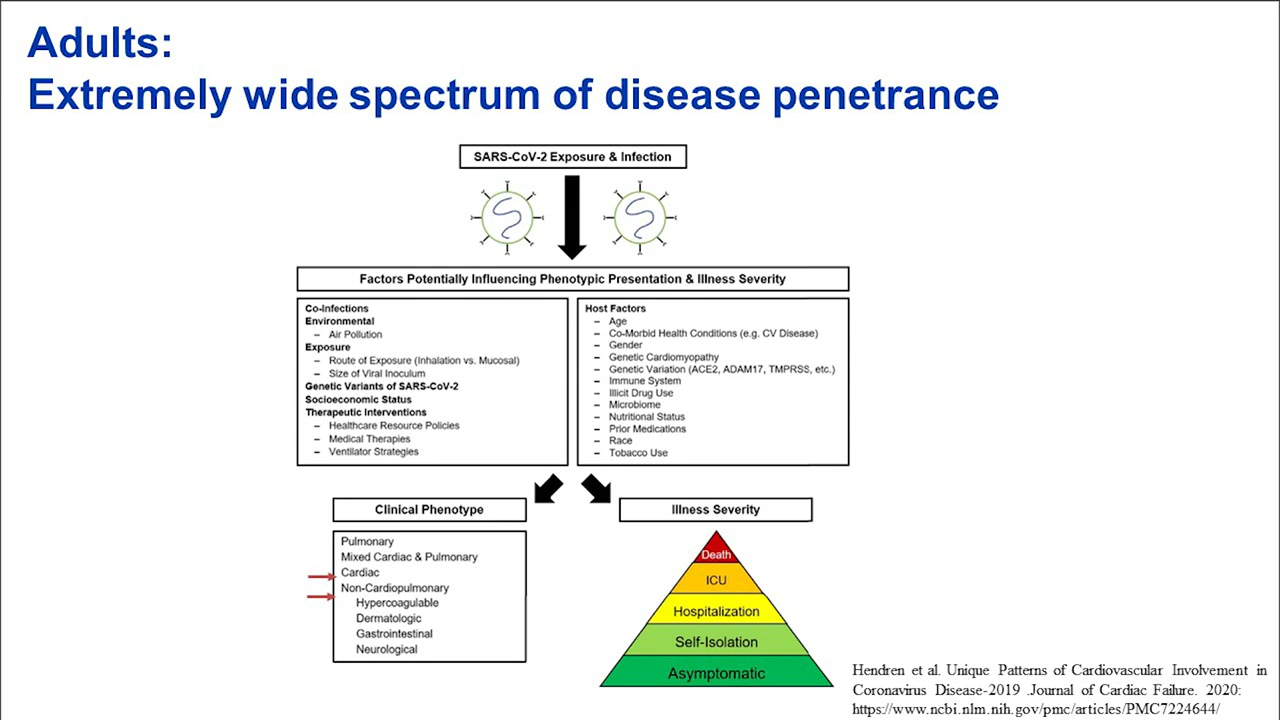 Adults:
Extremely wide spectrum of disease penetrance
SARS-CoV-2 Exposure & Infection
Factors Potentially Influencing Phenotypic Presentation & Illness Severity
Co-Infections
Environmental
– Air Pollution
Exposure
– Route of Exposure (Inhalation vs. Mucosal)
– Size of Viral Inoculum
Genetic Variants of SARS-CoV-2
Socioeconomic Status
Therapeutic Interventions
– Healthcare Resource Policies
– Medical Therapies
– Ventilator Strategies
Host Factors
– Age
– Co-Morbid Health Conditions (e.g. CV Disease)
– Gender
– Genetic Cardiomyopathy
– Genetic Variation (ACE2, ADAM17, TMPRSS, etc.)
– Immune System
– Illicit Drug Use
– Microbiome
– Nutritional Status
– Prior Medications
– Race
– Tobacco Use
Clinical Phenotype
Pulmonary
Mixed Cardiac & Pulmonary
Cardiac
Non-Cardiopulmonary
Hypercoagulable
Dermatologic
Gastrointestinal
Neurological
Illness Severity
Death
ICU
Hospitalization
Self-Isolation
Asymptomatic
Hendren et al. Unique Patterns of Cardiovascular Involvement in
Coronavirus Disease-2019 .Journal of Cardiac Failure. 2020:
https://www.ncbi.nlm.nih.gov/pmc/articles/PMC7224644/